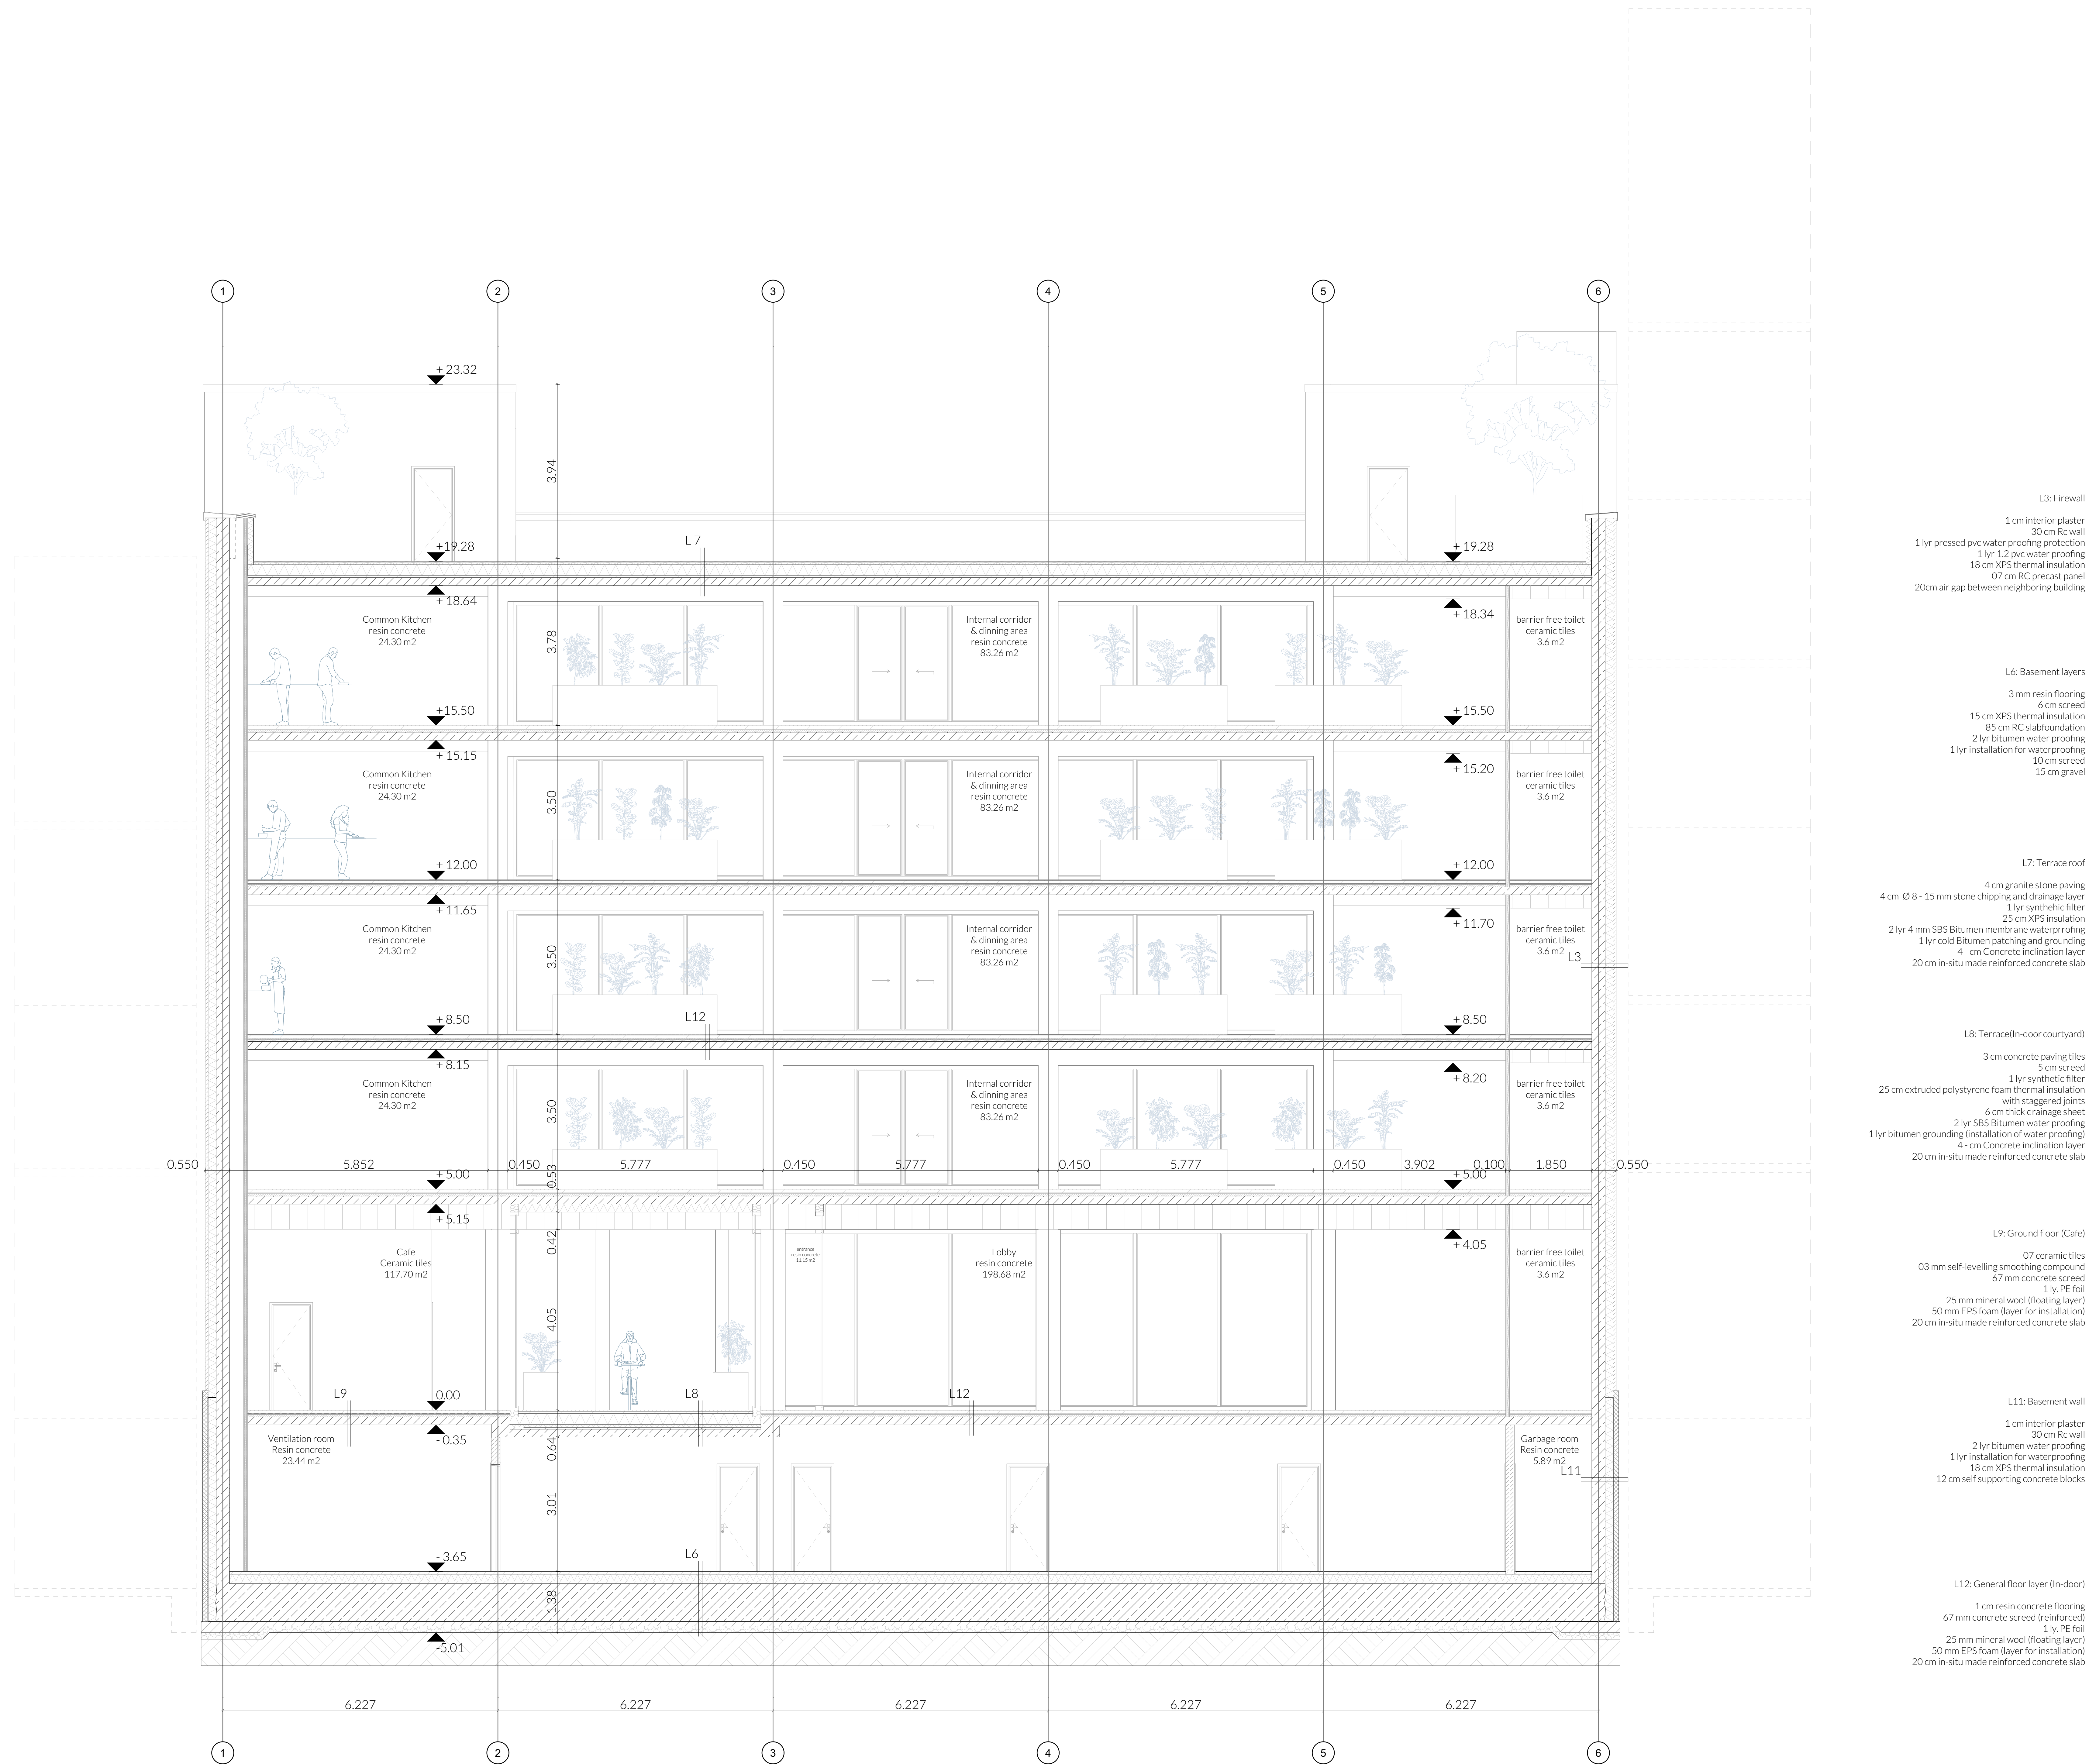 1
2
3
4
5
6
+ 23.32
3.94
+19.28
L 7
+ 19.28
+ 18.64
+ 18.34
Common Kitchen
resin concrete
24.30 m2
3.78
Internal corridor
& dinning area
resin concrete
83.26 m2
barrier free toilet
ceramic tiles
3.6 m2
+15.50
+ 15.50
+ 15.15
+ 15.20
Common Kitchen
resin concrete
24.30 m2
3.50
Internal corridor
& dinning area
resin concrete
83.26 m2
barrier free toilet
ceramic tiles
3.6 m2
+ 12.00
+ 12.00
+ 11.65
+ 11.70
Common Kitchen
resin concrete
24.30 m2
3.50
Internal corridor
& dinning area
resin concrete
83.26 m2
barrier free toilet
ceramic tiles
3.6 m2
L3
+ 8.50
L12
+ 8.50
+ 8.15
+ 8.20
Common Kitchen
resin concrete
24.30 m2
3.50
Internal corridor
& dinning area
resin concrete
83.26 m2
barrier free toilet
ceramic tiles
3.6 m2
0.550
5.852
0.450
5.777
0.450
5.777
0.450
5.777
0.450
3.902
0.100
1.850
0.550
+ 5.00
0.53
+ 5.00
+ 5.15
0.42
+ 4.05
Cafe
Ceramic tiles
117.70 m2
entrance
resin concrete
11.15 m2
Lobby
resin concrete
198.68 m2
barrier free toilet
ceramic tiles
3.6 m2
4.05
L9
0.00
L8
L12
- 0.35
0.64
Ventilation room
Resin concrete
23.44 m2
Garbage room
Resin concrete
5.89 m2
L11
3.01
- 3.65
L6
1.38
-5.01
6.227
6.227
6.227
6.227
6.227
1
2
3
4
5
6
L3: Firewall
1 cm interior plaster
30 cm Rc wall
1 lyr pressed pvc water proofing protection
1 lyr 1.2 pvc water proofing
18 cm XPS thermal insulation
07 cm RC precast panel
20cm air gap between neighboring building
L6: Basement layers
3 mm resin flooring
6 cm screed
15 cm XPS thermal insulation
85 cm RC slabfoundation
2 lyr bitumen water proofing
1 lyr installation for waterproofing
10 cm screed
15 cm gravel
L7: Terrace roof
4 cm granite stone paving
4 cm Ø 8 - 15 mm stone chipping and drainage layer
1 lyr synthehic filter
25 cm XPS insulation
2 lyr 4 mm SBS Bitumen membrane waterprrofing
1 lyr cold Bitumen patching and grounding
4 - cm Concrete inclination layer
20 cm in-situ made reinforced concrete slab
L8: Terrace(In-door courtyard)
3 cm concrete paving tiles
5 cm screed
1 lyr synthetic filter
25 cm extruded polystyrene foam thermal insulation
with staggered joints
6 cm thick drainage sheet
2 lyr SBS Bitumen water proofing
1 lyr bitumen grounding (installation of water proofing)
4 - cm Concrete inclination layer
20 cm in-situ made reinforced concrete slab
L9: Ground floor (Cafe)
07 ceramic tiles
03 mm self-levelling smoothing compound
67 mm concrete screed
1 ly. PE foil
25 mm mineral wool (floating layer)
50 mm EPS foam (layer for installation)
20 cm in-situ made reinforced concrete slab
L11: Basement wall
1 cm interior plaster
30 cm Rc wall
2 lyr bitumen water proofing
1 lyr installation for waterproofing
18 cm XPS thermal insulation
12 cm self supporting concrete blocks
L12: General floor layer (In-door)
1 cm resin concrete flooring
67 mm concrete screed (reinforced)
1 ly. PE foil
25 mm mineral wool (floating layer)
50 mm EPS foam (layer for installation)
20 cm in-situ made reinforced concrete slab